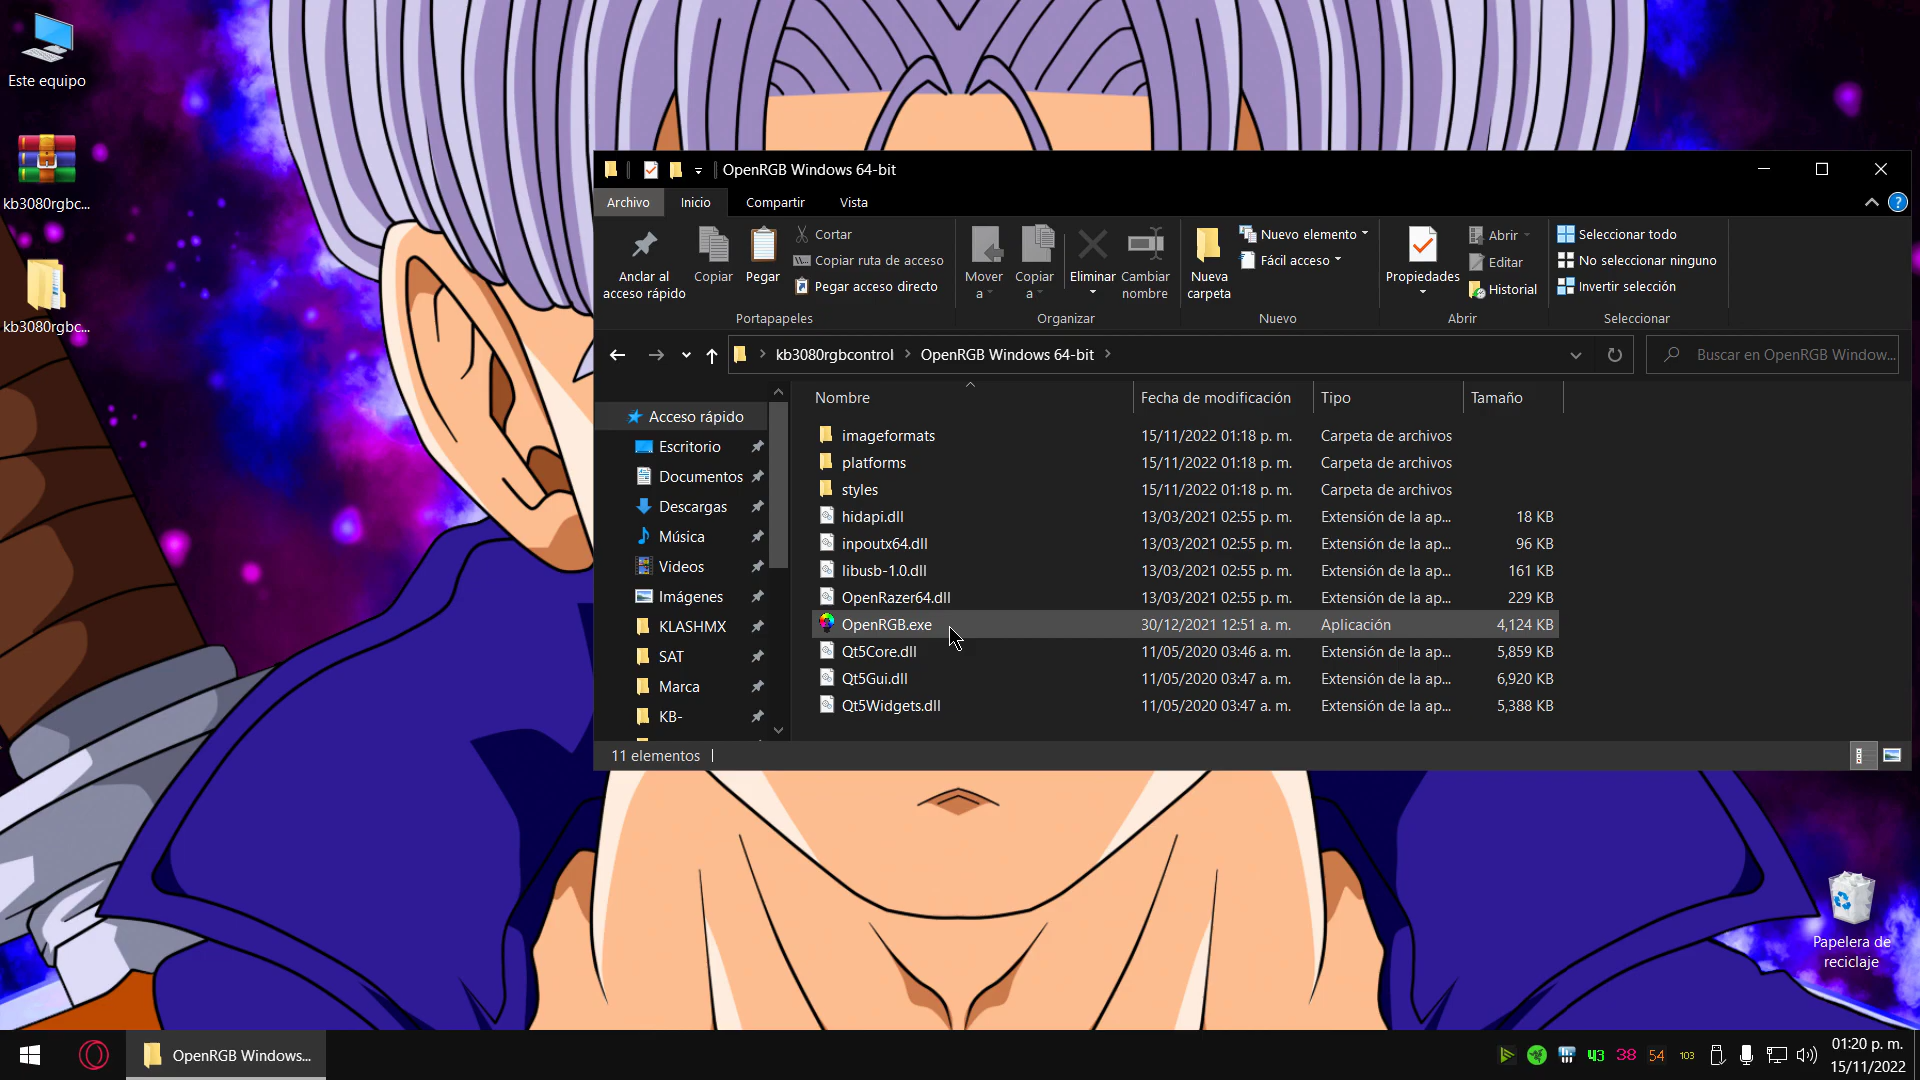 Este equipo
kb3080rgbc...
kb3080rgbc...
OpenRGB Windows 64-bit
Archivo
Inicio
Compartir
Vista
?
Anclar al
acceso rápido
Copiar
Pegar
Cortar
Copiar ruta de acceso
Pegar acceso directo
Portapapeles
Mover
a
Copiar
a
Eliminar
Cambiar
nombre
Organizar
Nueva
carpeta
Nuevo elemento
Fácil acceso
Nuevo
Propiedades
Abrir
Editar
Historial
Abrir
Seleccionar todo
No seleccionar ninguno
Invertir selección
Seleccionar
kb3080rgbcontrol
OpenRGB Windows 64-bit
Buscar en OpenRGB Window...
Acceso rápido
Escritorio
Documentos
Descargas
Música
Videos
Imágenes
KLASHMX
SAT
Marca
KB-
Nombre Fecha de modificación Tipo Tamaño
imageformats 15/11/2022 01:18 p. m. Carpeta de archivos
platforms 15/11/2022 01:18 p. m. Carpeta de archivos
styles 15/11/2022 01:18 p. m. Carpeta de archivos
hidapi.dll 13/03/2021 02:55 p. m. Extensión de la ap... 18 KB
inpoutx64.dll 13/03/2021 02:55 p. m. Extensión de la ap... 96 KB
libusb-1.0.dll 13/03/2021 02:55 p. m. Extensión de la ap... 161 KB
OpenRazer64.dll 13/03/2021 02:55 p. m. Extensión de la ap... 229 KB
OpenRGB.exe 30/12/2021 12:51 a. m. Aplicación 4,124 KB
Qt5Core.dll 11/05/2020 03:46 a. m. Extensión de la ap... 5,859 KB
Qt5Gui.dll 11/05/2020 03:47 a. m. Extensión de la ap... 6,920 KB
Qt5Widgets.dll 11/05/2020 03:47 a. m. Extensión de la ap... 5,388 KB
11 elementos
Papelera de
reciclaje
OpenRGB Windows...
43
38
54
103
01:20 p. m.
15/11/2022